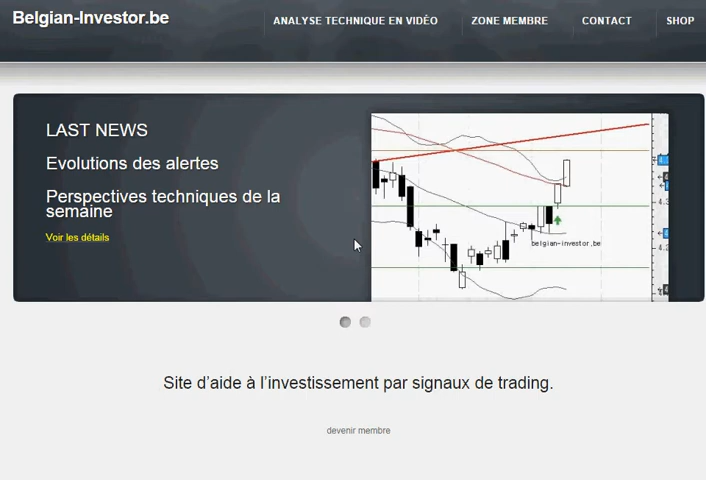 Belgian-Investor.be
ANALYSE TECHNIQUE EN VIDÉO
ZONE MEMBRE
CONTACT
SHOP
LAST NEWS
Evolutions des alertes
Perspectives techniques de la
semaine
Voir les détails
belgian-investor.be
Site d’aide à l’investissement par signaux de trading.
devenir membre